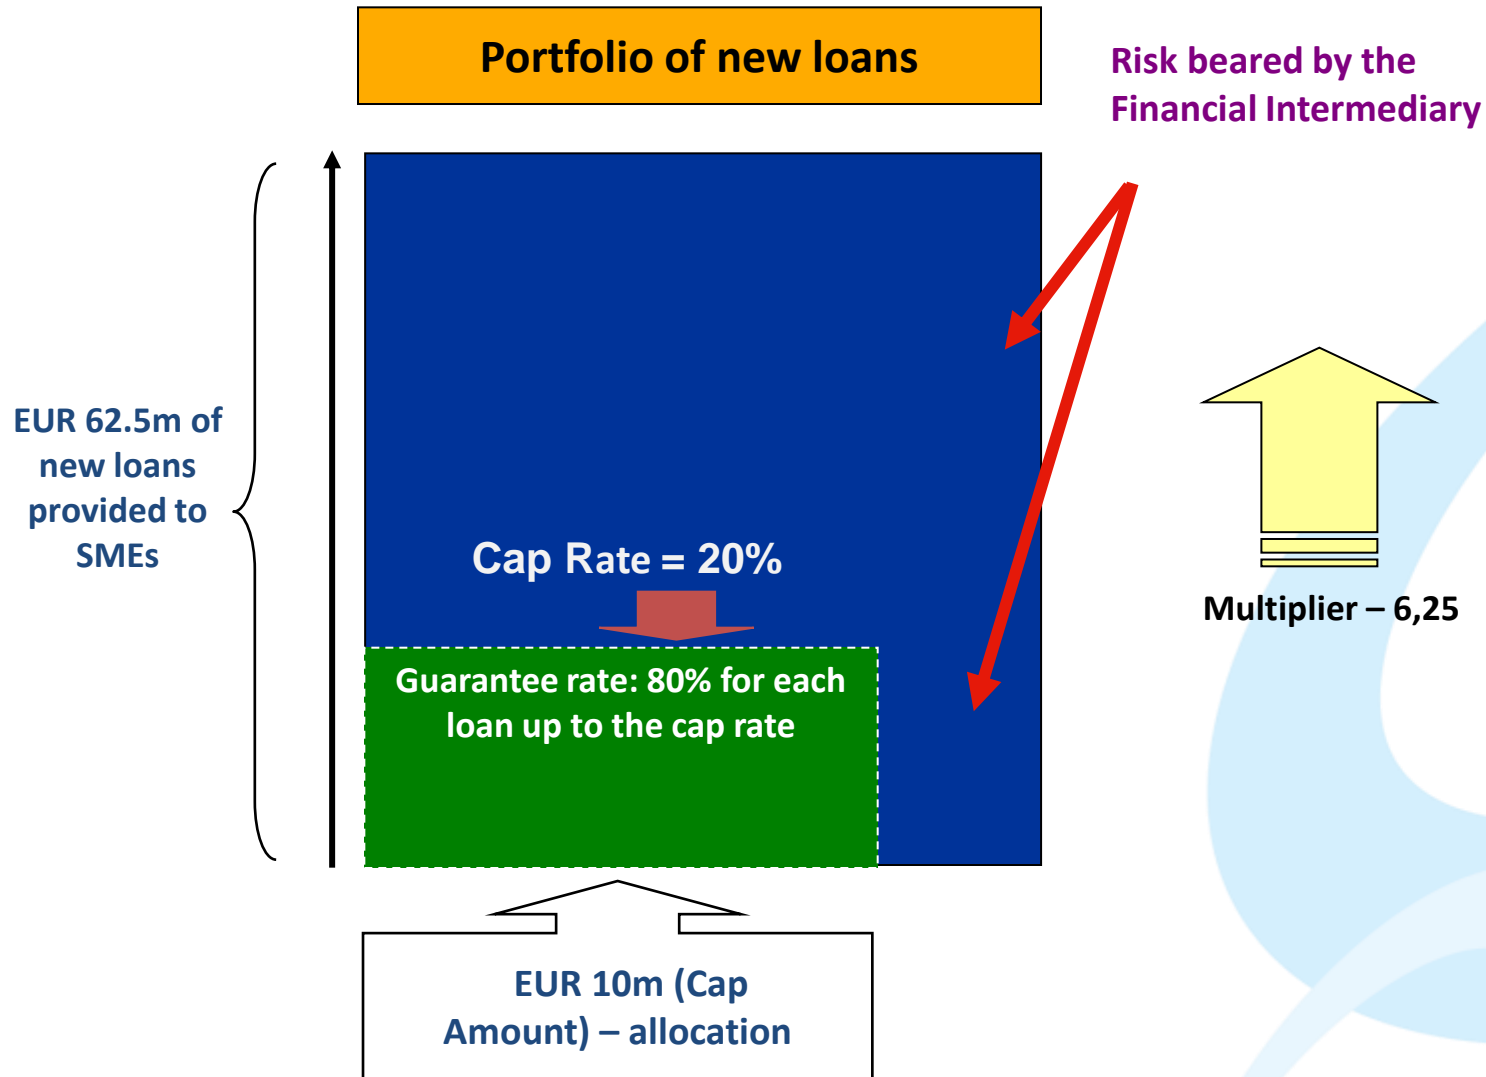 Portfolio of new loans
Risk beared by the
Financial Intermediary
EUR 62.5m of
new loans
provided to
SMEs
Cap Rate = 20%
Guarantee rate: 80% for each
loan up to the cap rate
Multiplier – 6,25
EUR 10m (Cap
Amount) – allocation